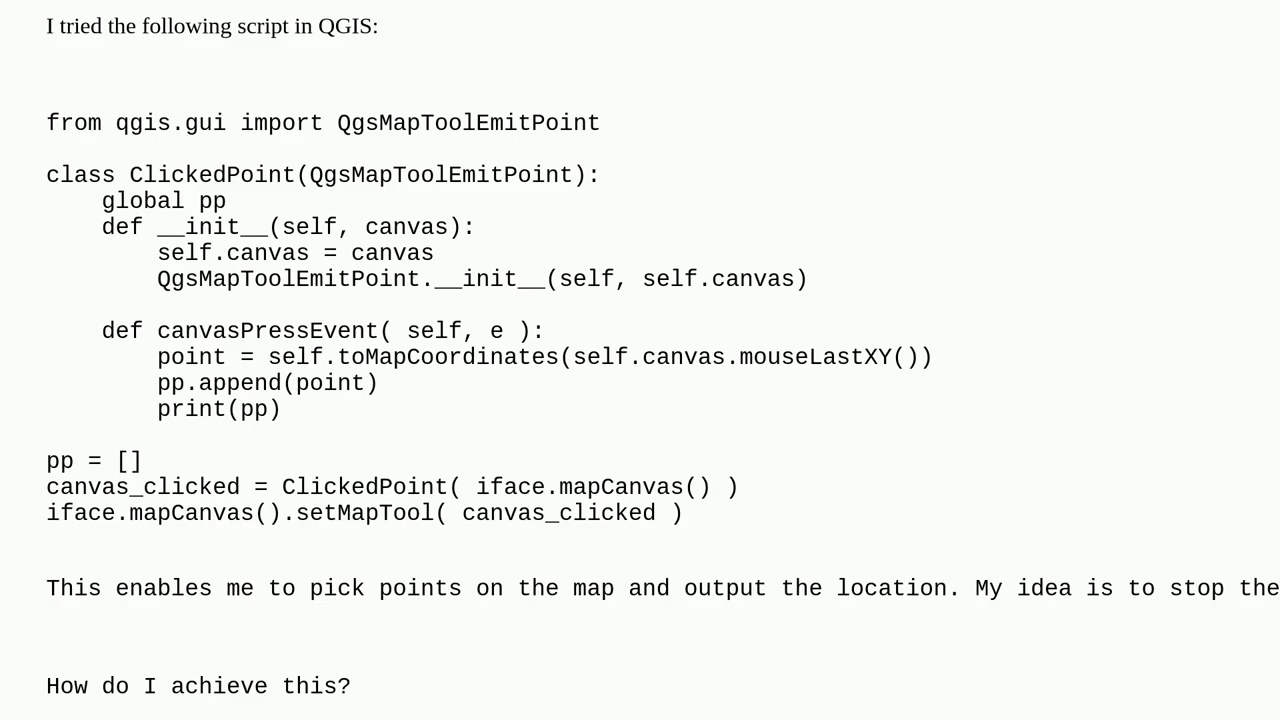 I tried the following script in QGIS:
from qgis.gui import QgsMapToolEmitPoint
class ClickedPoint(QgsMapToolEmitPoint):
    global pp
    def __init__(self, canvas):
        self.canvas = canvas
        QgsMapToolEmitPoint.__init__(self, self.canvas)
    def canvasPressEvent( self, e ):
        point = self.toMapCoordinates(self.canvas.mouseLastXY())
        pp.append(point)
        print(pp)
pp = []
canvas_clicked = ClickedPoint( iface.mapCanvas() )
iface.mapCanvas().setMapTool( canvas_clicked )
This enables me to pick points on the map and output the location. My idea is to stop the
How do I achieve this?